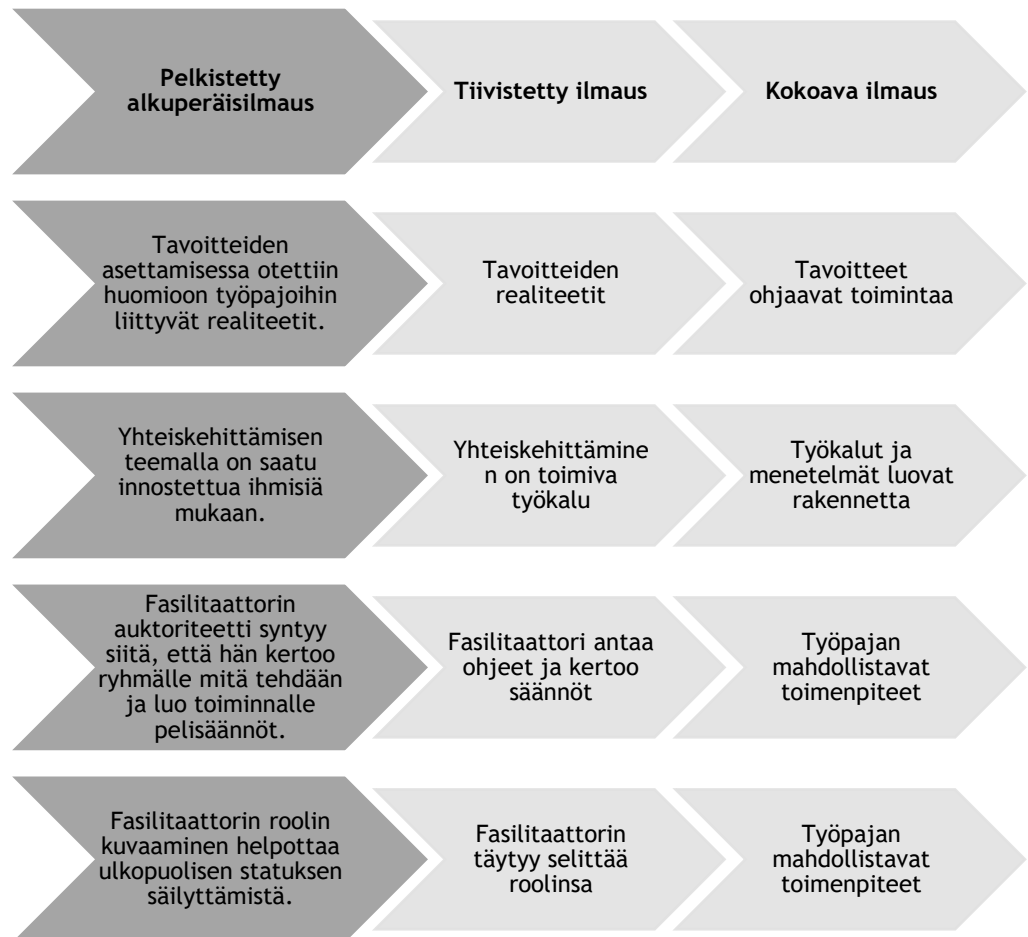 Pelkistetty
alkuperäisilmaus
Tiivistetty ilmaus
Kokoava ilmaus
Tavoitteiden
asettamisessa otettiin
huomioon työpajoihin
liittyvät realiteetit.
Tavoitteiden
realiteetit
Tavoitteet
ohjaavat toimintaa
Yhteiskehittämisen
teemalla on saatu
innostettua ihmisiä
mukaan.
Yhteiskehittämine
n on toimiva
työkalu
Työkalut ja
menetelmät luovat
rakennetta
Fasilitaattorin
auktoriteetti syntyy
siitä, että hän kertoo
ryhmälle mitä tehdään
ja luo toiminnalle
pelisäännöt.
Fasilitaattori antaa
ohjeet ja kertoo
säännöt
Työpajan
mahdollistavat
toimenpiteet
Fasilitaattorin roolin
kuvaaminen helpottaa
ulkopuolisen statuksen
säilyttämistä.
Fasilitaattorin
täytyy selittää
roolinsa
Työpajan
mahdollistavat
toimenpiteet